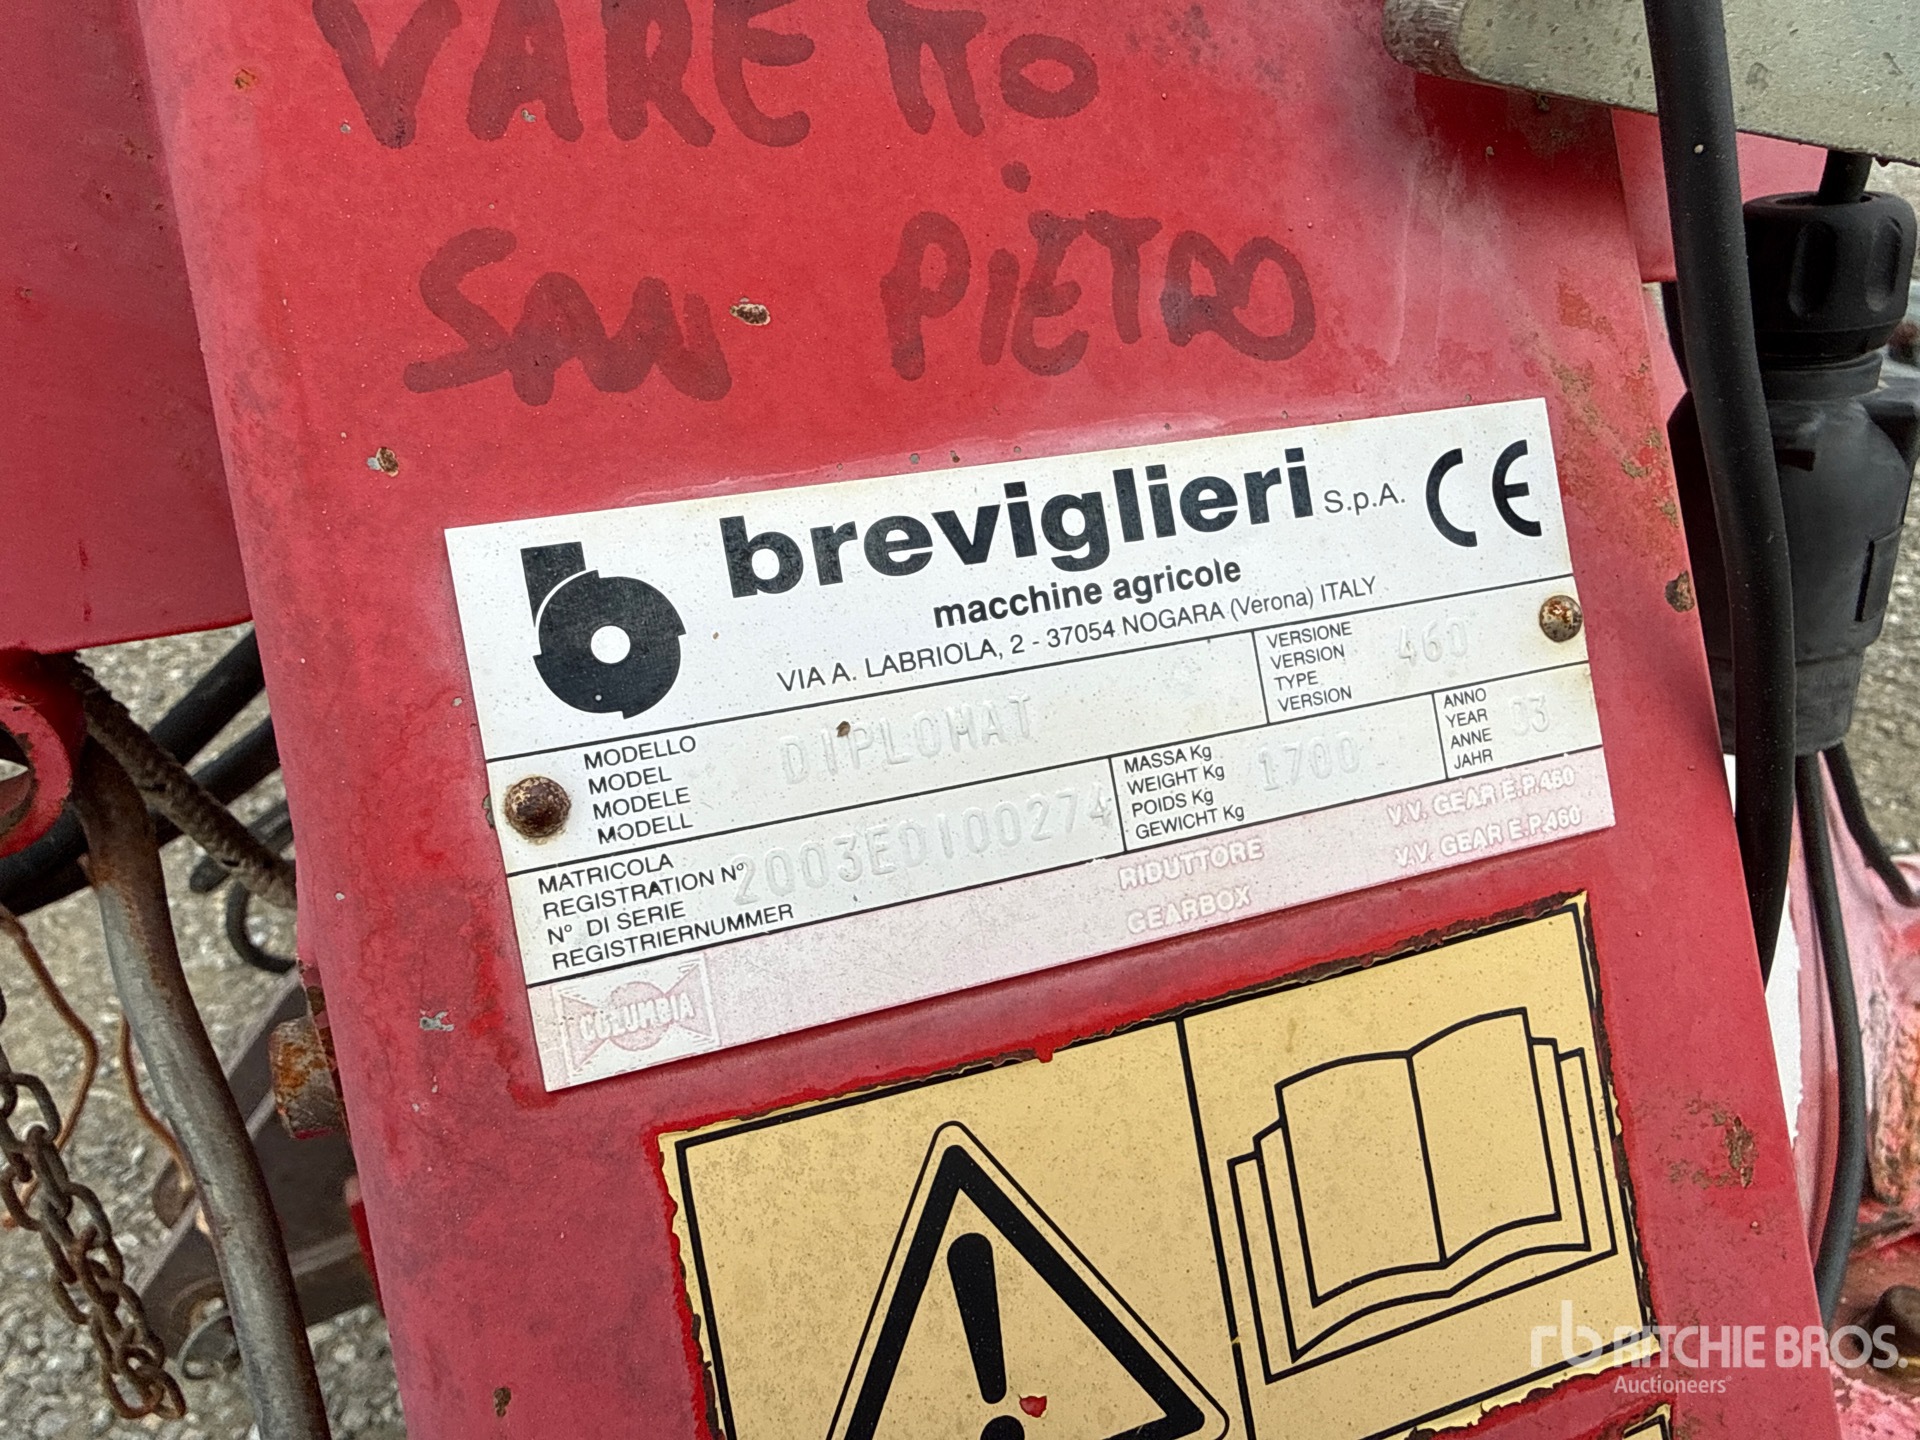 VARETTO
SAN PIETRO
breviglieri S.p.A. CE
macchine agricole
VIA A. LABRIOLA, 2 - 37054 NOGARA (Verona) ITALY
MODELLO
MODEL
MODELE
MODELL
DIPLOMAT
VERSIONE
VERSION
TYPE
VERSION
460
MATRICOLA
REGISTRATION N°
N° DI SERIE
REGISTRIERNUMMER
2003ED100274
MASSA Kg
WEIGHT Kg
POIDS Kg
GEWICHT Kg
1700
ANNO
YEAR
ANNE
JAHR
03
COLUMBIA
RIDUTTORE V.V. GEAR E.P.460
GEARBOX V.V. GEAR E.P.460
rb RITCHIE BROS.
Auctioneers